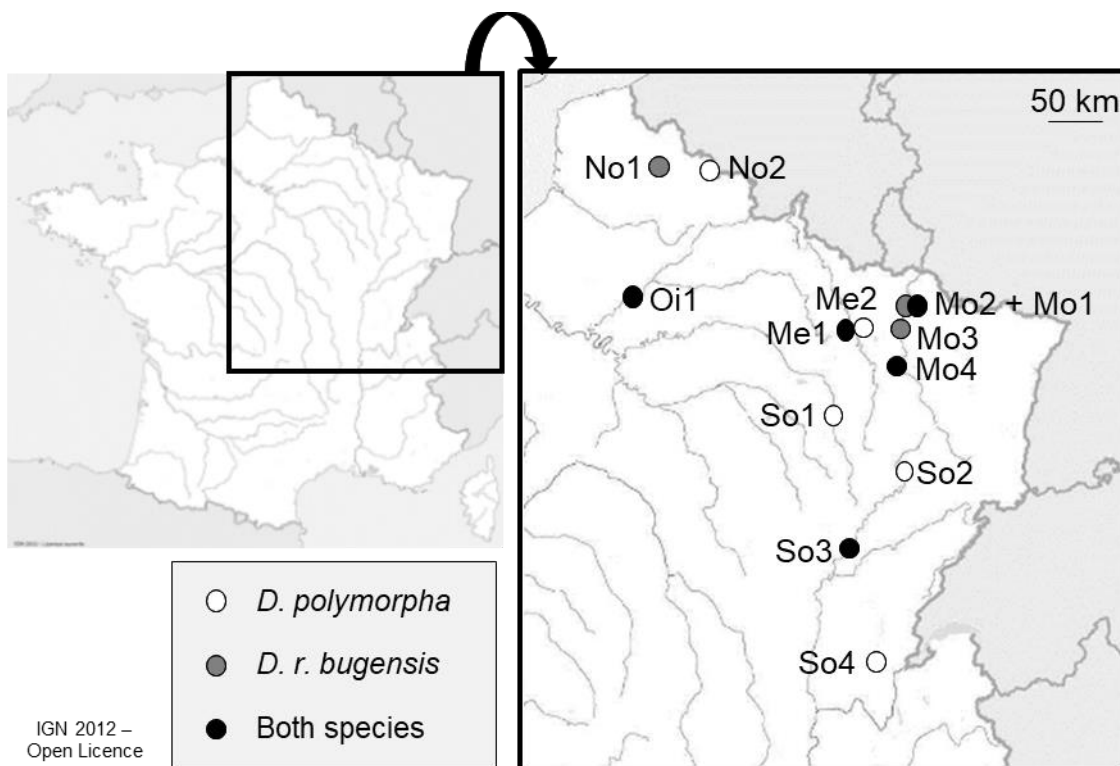 50 km
No1
No2
Oi1
Me2
Mo2 + Mo1
Me1
Mo3
Mo4
So1
So2
So3
So4
D. polymorpha
D. r. bugensis
Both species
IGN 2012 –
Open Licence